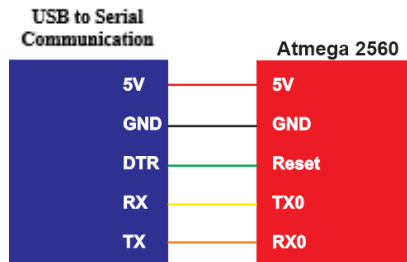 USB to Serial
Communication
Atmega 2560
5V 5V
GND GND
DTR Reset
RX TX0
TX RX0